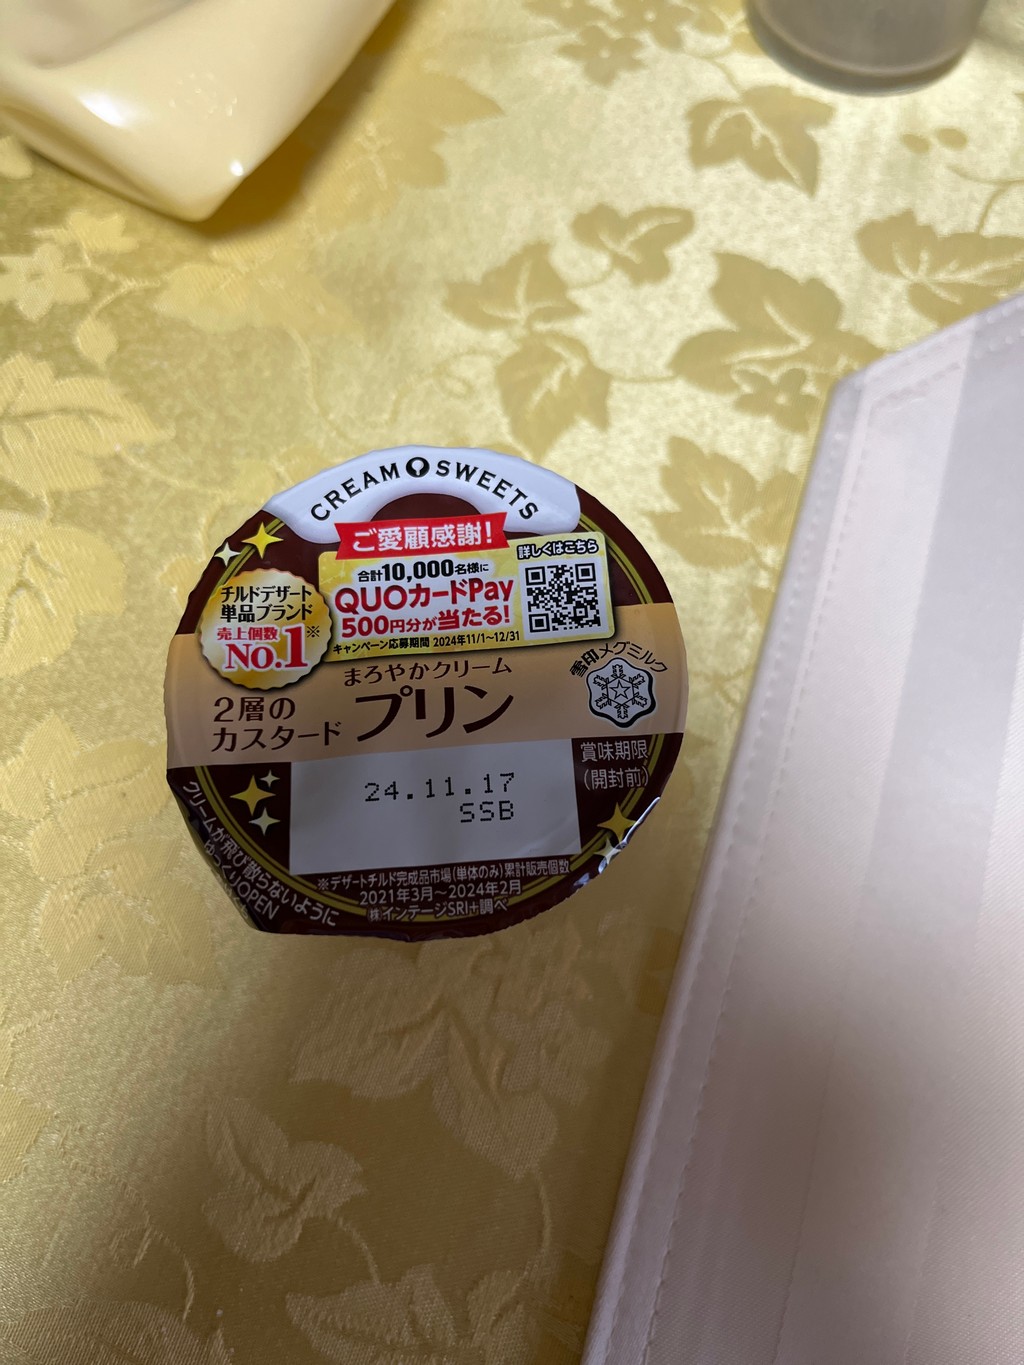 CREAM SWEETS
ご愛顧感謝!
詳しくはこちら
合計10,000名様に
QUOカードPay
500円分が当たる!
キャンペーン応募期間 2024年11/1~12/31
チルドデザート
単品ブランド
売上個数
No.1※
雪印メグミルク
まろやかクリーム
2層の
カスタード
プリン
賞味期限
(開封前)
24.11.17
SSB
※デザートチルド完成品市場(単体のみ)累計販売個数
2021年3月~2024年2月
㈱インテージSRI+調べ
クリームが飛び散らないように
ゆっくりOPEN